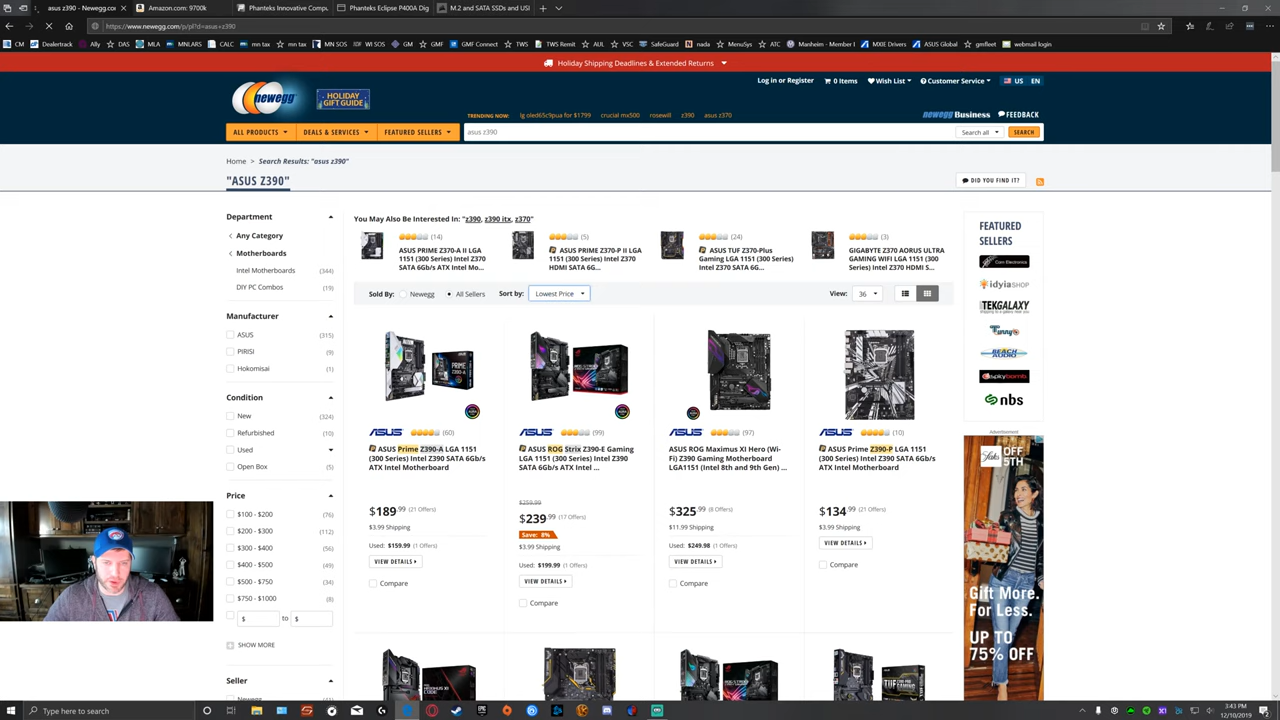 asus z390 - Newegg.co
Amazon.com: 9700k
Phanteks Innovative Compu
Phanteks Eclipse P400A Dig
M.2 and SATA SSDs and USI
https://www.newegg.com/p/pl?d=asus+z390
CM
Dealertrack
Ally
DAS
MLA
MNLARS
CALC
mn tax
mn tax
MN SOS
WI SOS
GM
GMF
GMF Connect
TWS
TWS Remit
AUL
VSC
SafeGuard
nada
MenuSys
ATC
Manheim - Member I
MXIE Drivers
ASUS Global
gmfleet
webmail login
Holiday Shipping Deadlines & Extended Returns
newegg
HOLIDAY
GIFT GUIDE
Log in or Register
0 Items
Wish List
Customer Service
US
EN
TRENDING NOW:
lg oled65c9pua for $1799
crucial mx500
rosewill
z390
asus z370
newegg Business
FEEDBACK
ALL PRODUCTS
DEALS & SERVICES
FEATURED SELLERS
asus z390
Search all
SEARCH
Home > Search Results: "asus z390"
"ASUS Z390"
DID YOU FIND IT?
Department
Any Category
Motherboards
Intel Motherboards (344)
DIY PC Combos (19)
Manufacturer
ASUS (315)
PIRISI (9)
Hokomisai (1)
Condition
New (324)
Refurbished (10)
Used
Open Box (5)
Price
$100 - $200 (76)
$200 - $300 (112)
$300 - $400 (56)
$400 - $500 (49)
$500 - $750 (34)
$750 - $1000 (8)
$ to $
SHOW MORE
Seller
Newegg
You May Also Be Interested In: "z390, z390 itx, z370"
(14)
ASUS PRIME Z370-A II LGA
1151 (300 Series) Intel Z370
SATA 6Gb/s ATX Intel Mo...
(5)
ASUS PRIME Z370-P II LGA
1151 (300 Series) Intel Z370
HDMI SATA 6G...
(24)
ASUS TUF Z370-Plus
Gaming LGA 1151 (300 Series)
Intel Z370 SATA 6G...
(3)
GIGABYTE Z370 AORUS ULTRA
GAMING WIFI LGA 1151 (300
Series) Intel Z370 HDMI S...
Sold By:
Newegg
All Sellers
Sort by:
Lowest Price
View:
36
ASUS (60)
ASUS Prime Z390-A LGA 1151
(300 Series) Intel Z390 SATA 6Gb/s
ATX Intel Motherboard
$189.99 (21 Offers)
$3.99 Shipping
Used: $159.99 (1 Offers)
VIEW DETAILS
Compare
ASUS (99)
ASUS ROG Strix Z390-E Gaming
LGA 1151 (300 Series) Intel Z390
SATA 6Gb/s ATX Intel ...
$259.99
$239.99 (17 Offers)
Save: 8%
$3.99 Shipping
Used: $199.99 (1 Offers)
VIEW DETAILS
Compare
ASUS (97)
ASUS ROG Maximus XI Hero (Wi-
Fi) Z390 Gaming Motherboard
LGA1151 (Intel 8th and 9th Gen) ...
$325.99 (8 Offers)
$11.99 Shipping
Used: $249.98 (1 Offers)
VIEW DETAILS
Compare
ASUS (10)
ASUS Prime Z390-P LGA 1151
(300 Series) Intel Z390 SATA 6Gb/s
ATX Intel Motherboard
$134.99 (21 Offers)
$3.99 Shipping
VIEW DETAILS
Compare
FEATURED
SELLERS
Corn Electronics
idyiaSHOP
TEKGALAXY
BEACH AUDIO
spicybomb
nbs
Advertisement
Saks
OFF
5TH
Gift More.
For Less.
UP TO
75% OFF
Type here to search
3:43 PM
12/10/2019